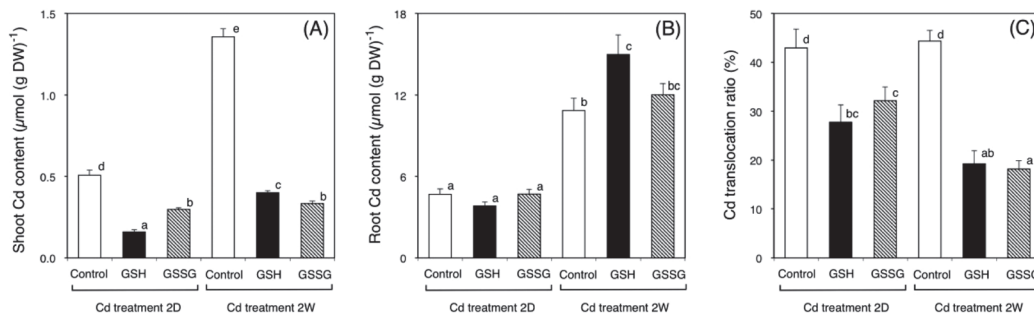 (A)
Shoot Cd content (µmol (g DW)⁻¹)
1.5
1.0
0.5
0.0
d
a
b
e
c
b
Control GSH GSSG Control GSH GSSG
Cd treatment 2D Cd treatment 2W
(B)
Root Cd content (µmol (g DW)⁻¹)
18
12
6
0
a
a
a
b
c
bc
Control GSH GSSG Control GSH GSSG
Cd treatment 2D Cd treatment 2W
(C)
Cd translocation ratio (%)
50
40
30
20
10
0
d
bc
c
d
ab
a
Control GSH GSSG Control GSH GSSG
Cd treatment 2D Cd treatment 2W